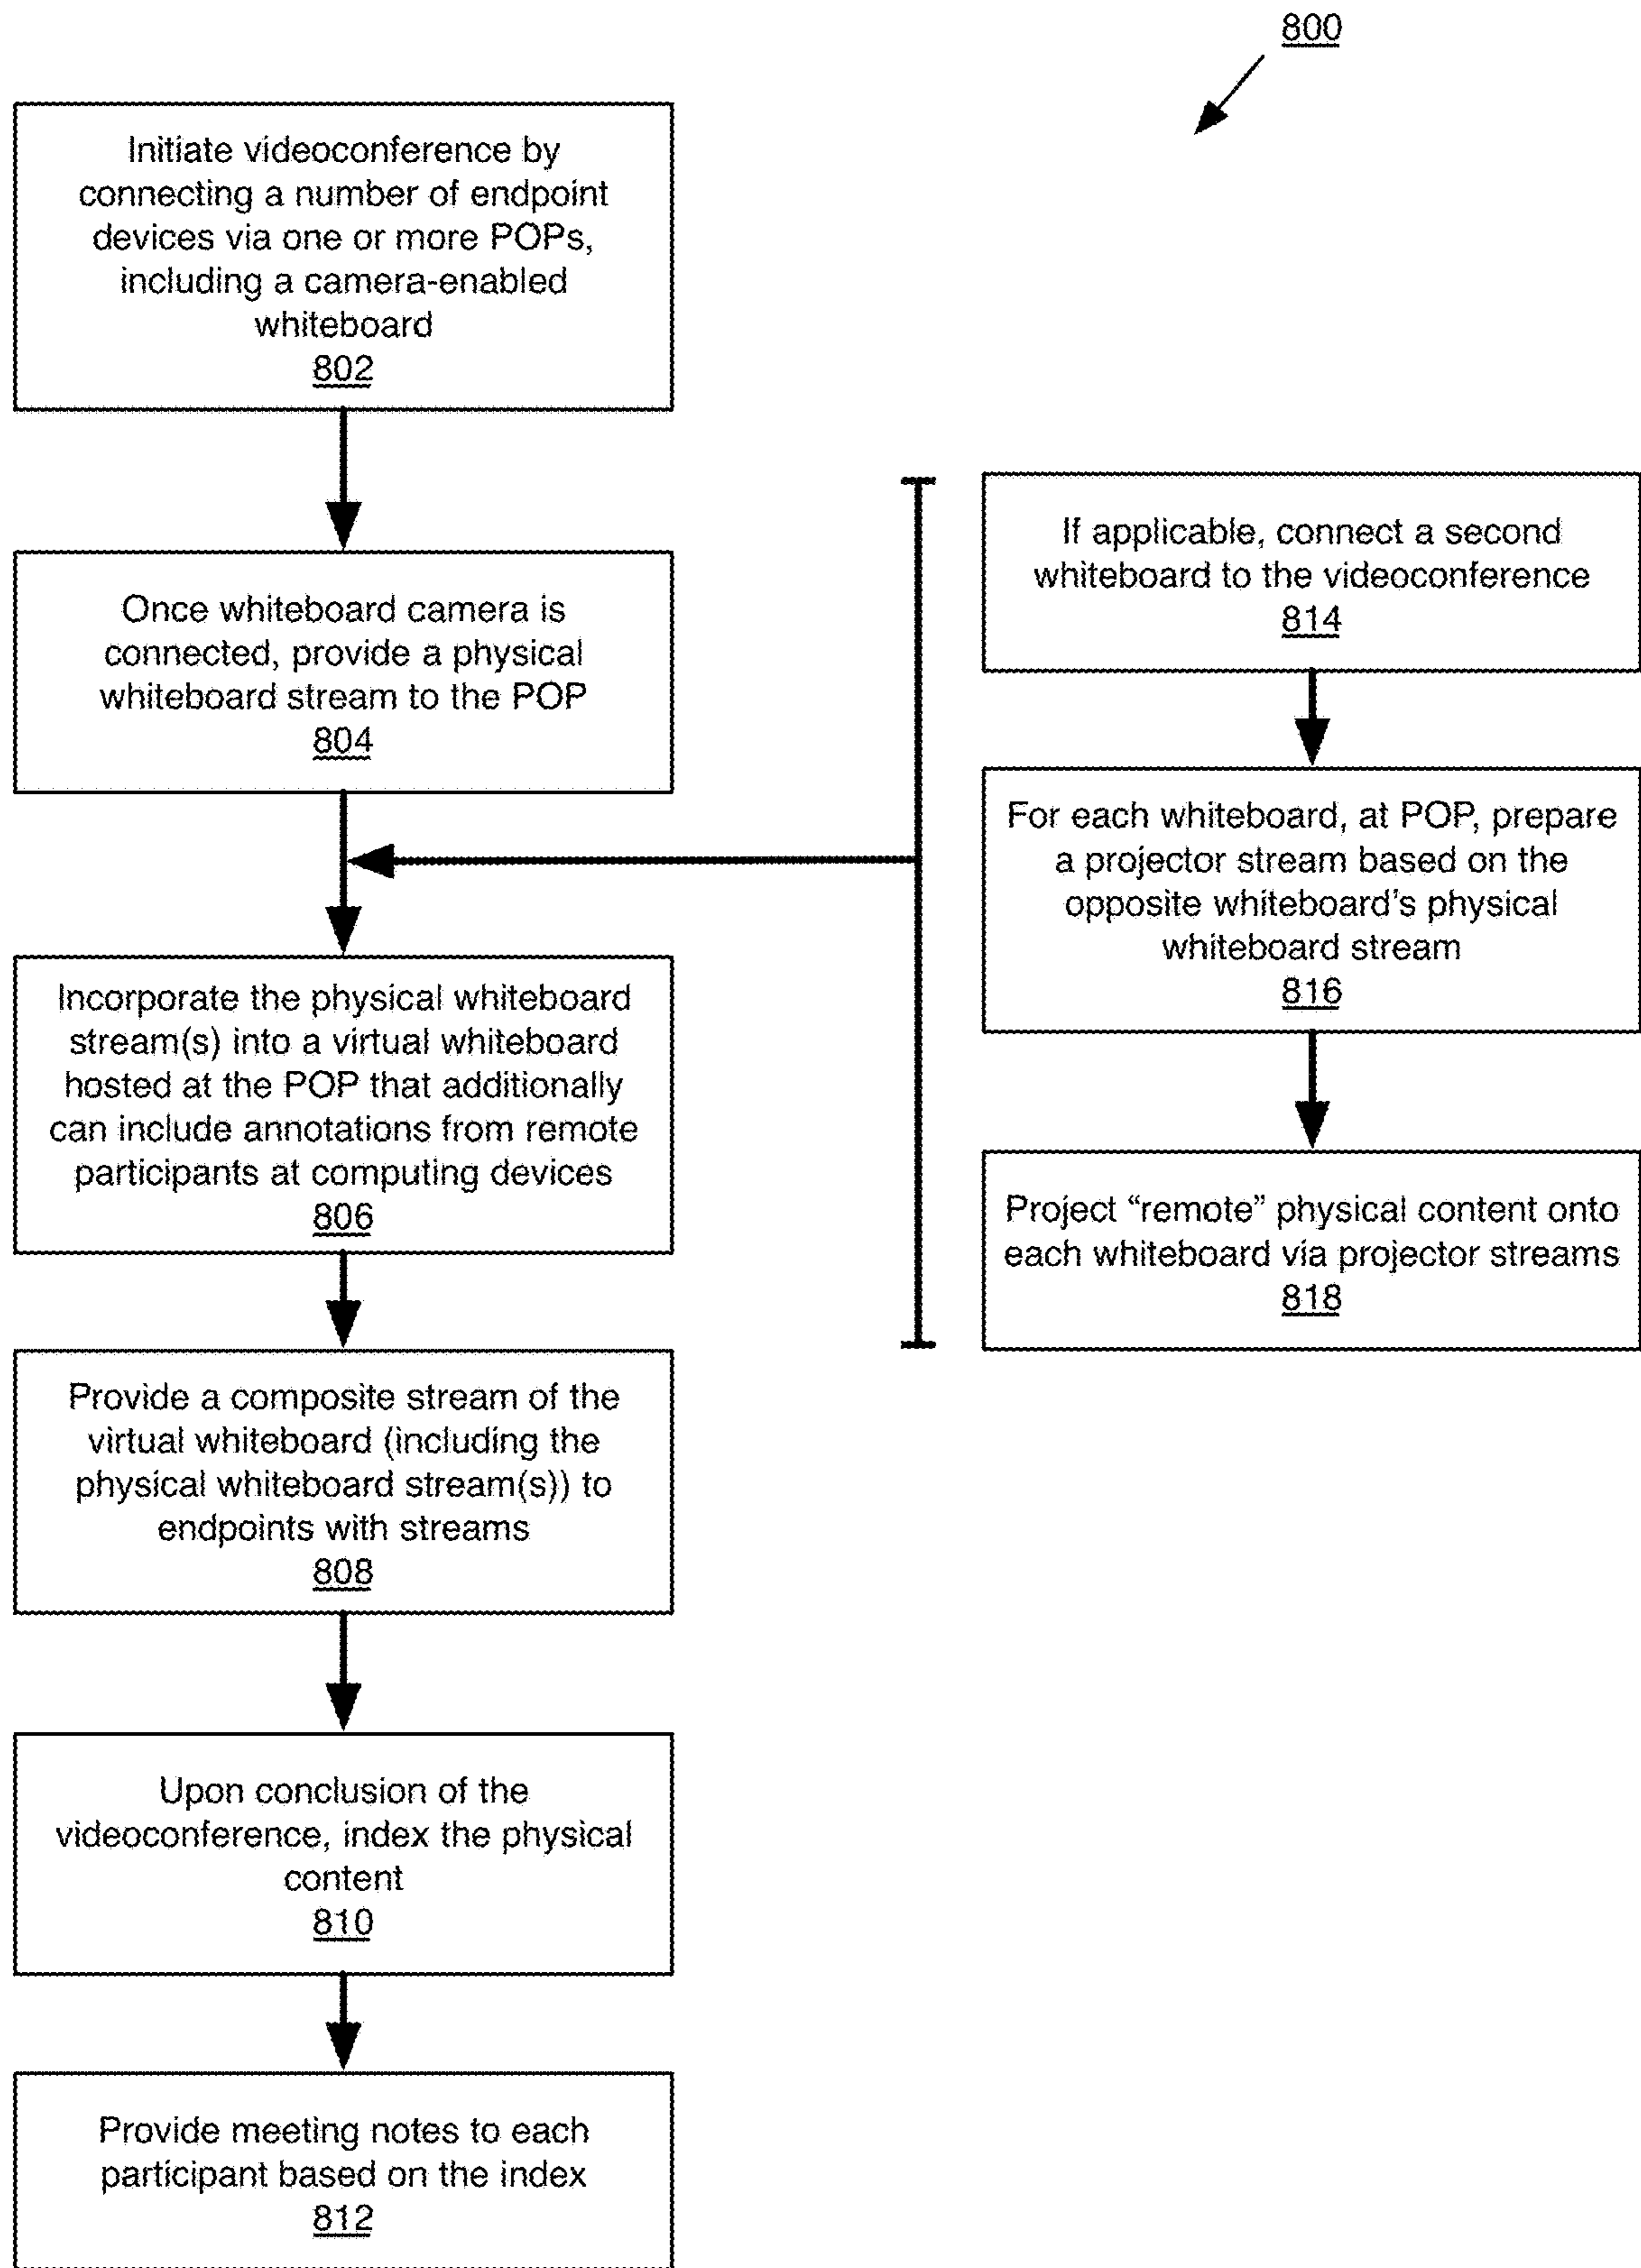 800
Initiate videoconference by
connecting a number of endpoint
devices via one or more POPs,
including a camera-enabled
whiteboard
802
Once whiteboard camera is
connected, provide a physical
whiteboard stream to the POP
804
Incorporate the physical whiteboard
stream(s) into a virtual whiteboard
hosted at the POP that additionally
can include annotations from remote
participants at computing devices
806
Provide a composite stream of the
virtual whiteboard (including the
physical whiteboard stream(s)) to
endpoints with streams
808
Upon conclusion of the
videoconference, index the physical
content
810
Provide meeting notes to each
participant based on the index
812
If applicable, connect a second
whiteboard to the videoconference
814
For each whiteboard, at POP, prepare
a projector stream based on the
opposite whiteboard's physical
whiteboard stream
816
Project “remote” physical content onto
each whiteboard via projector streams
818